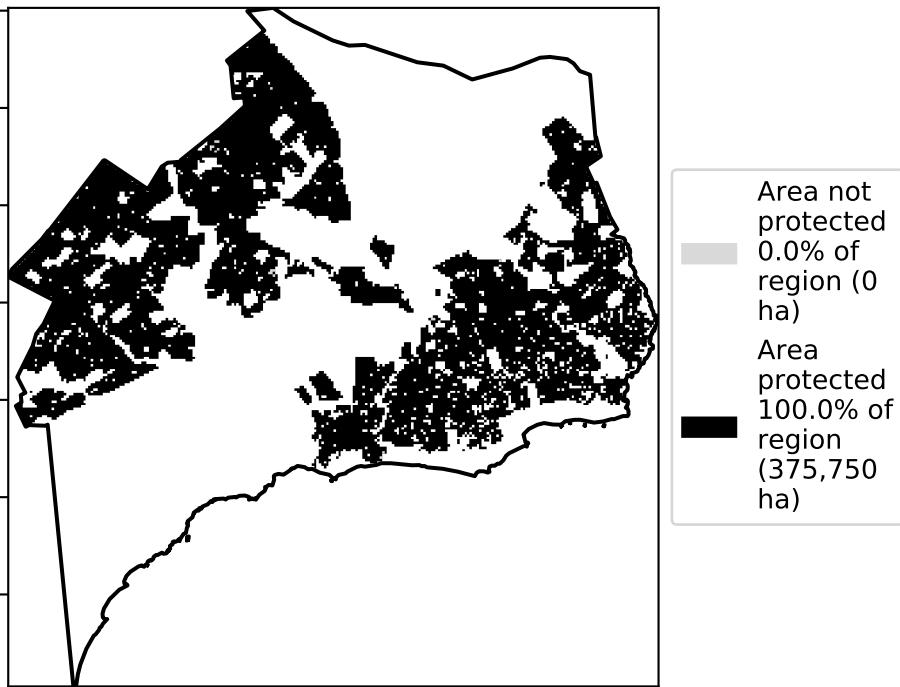 Area not
protected
0.0% of
region (0
ha)
Area
protected
100.0% of
region
(375,750
ha)